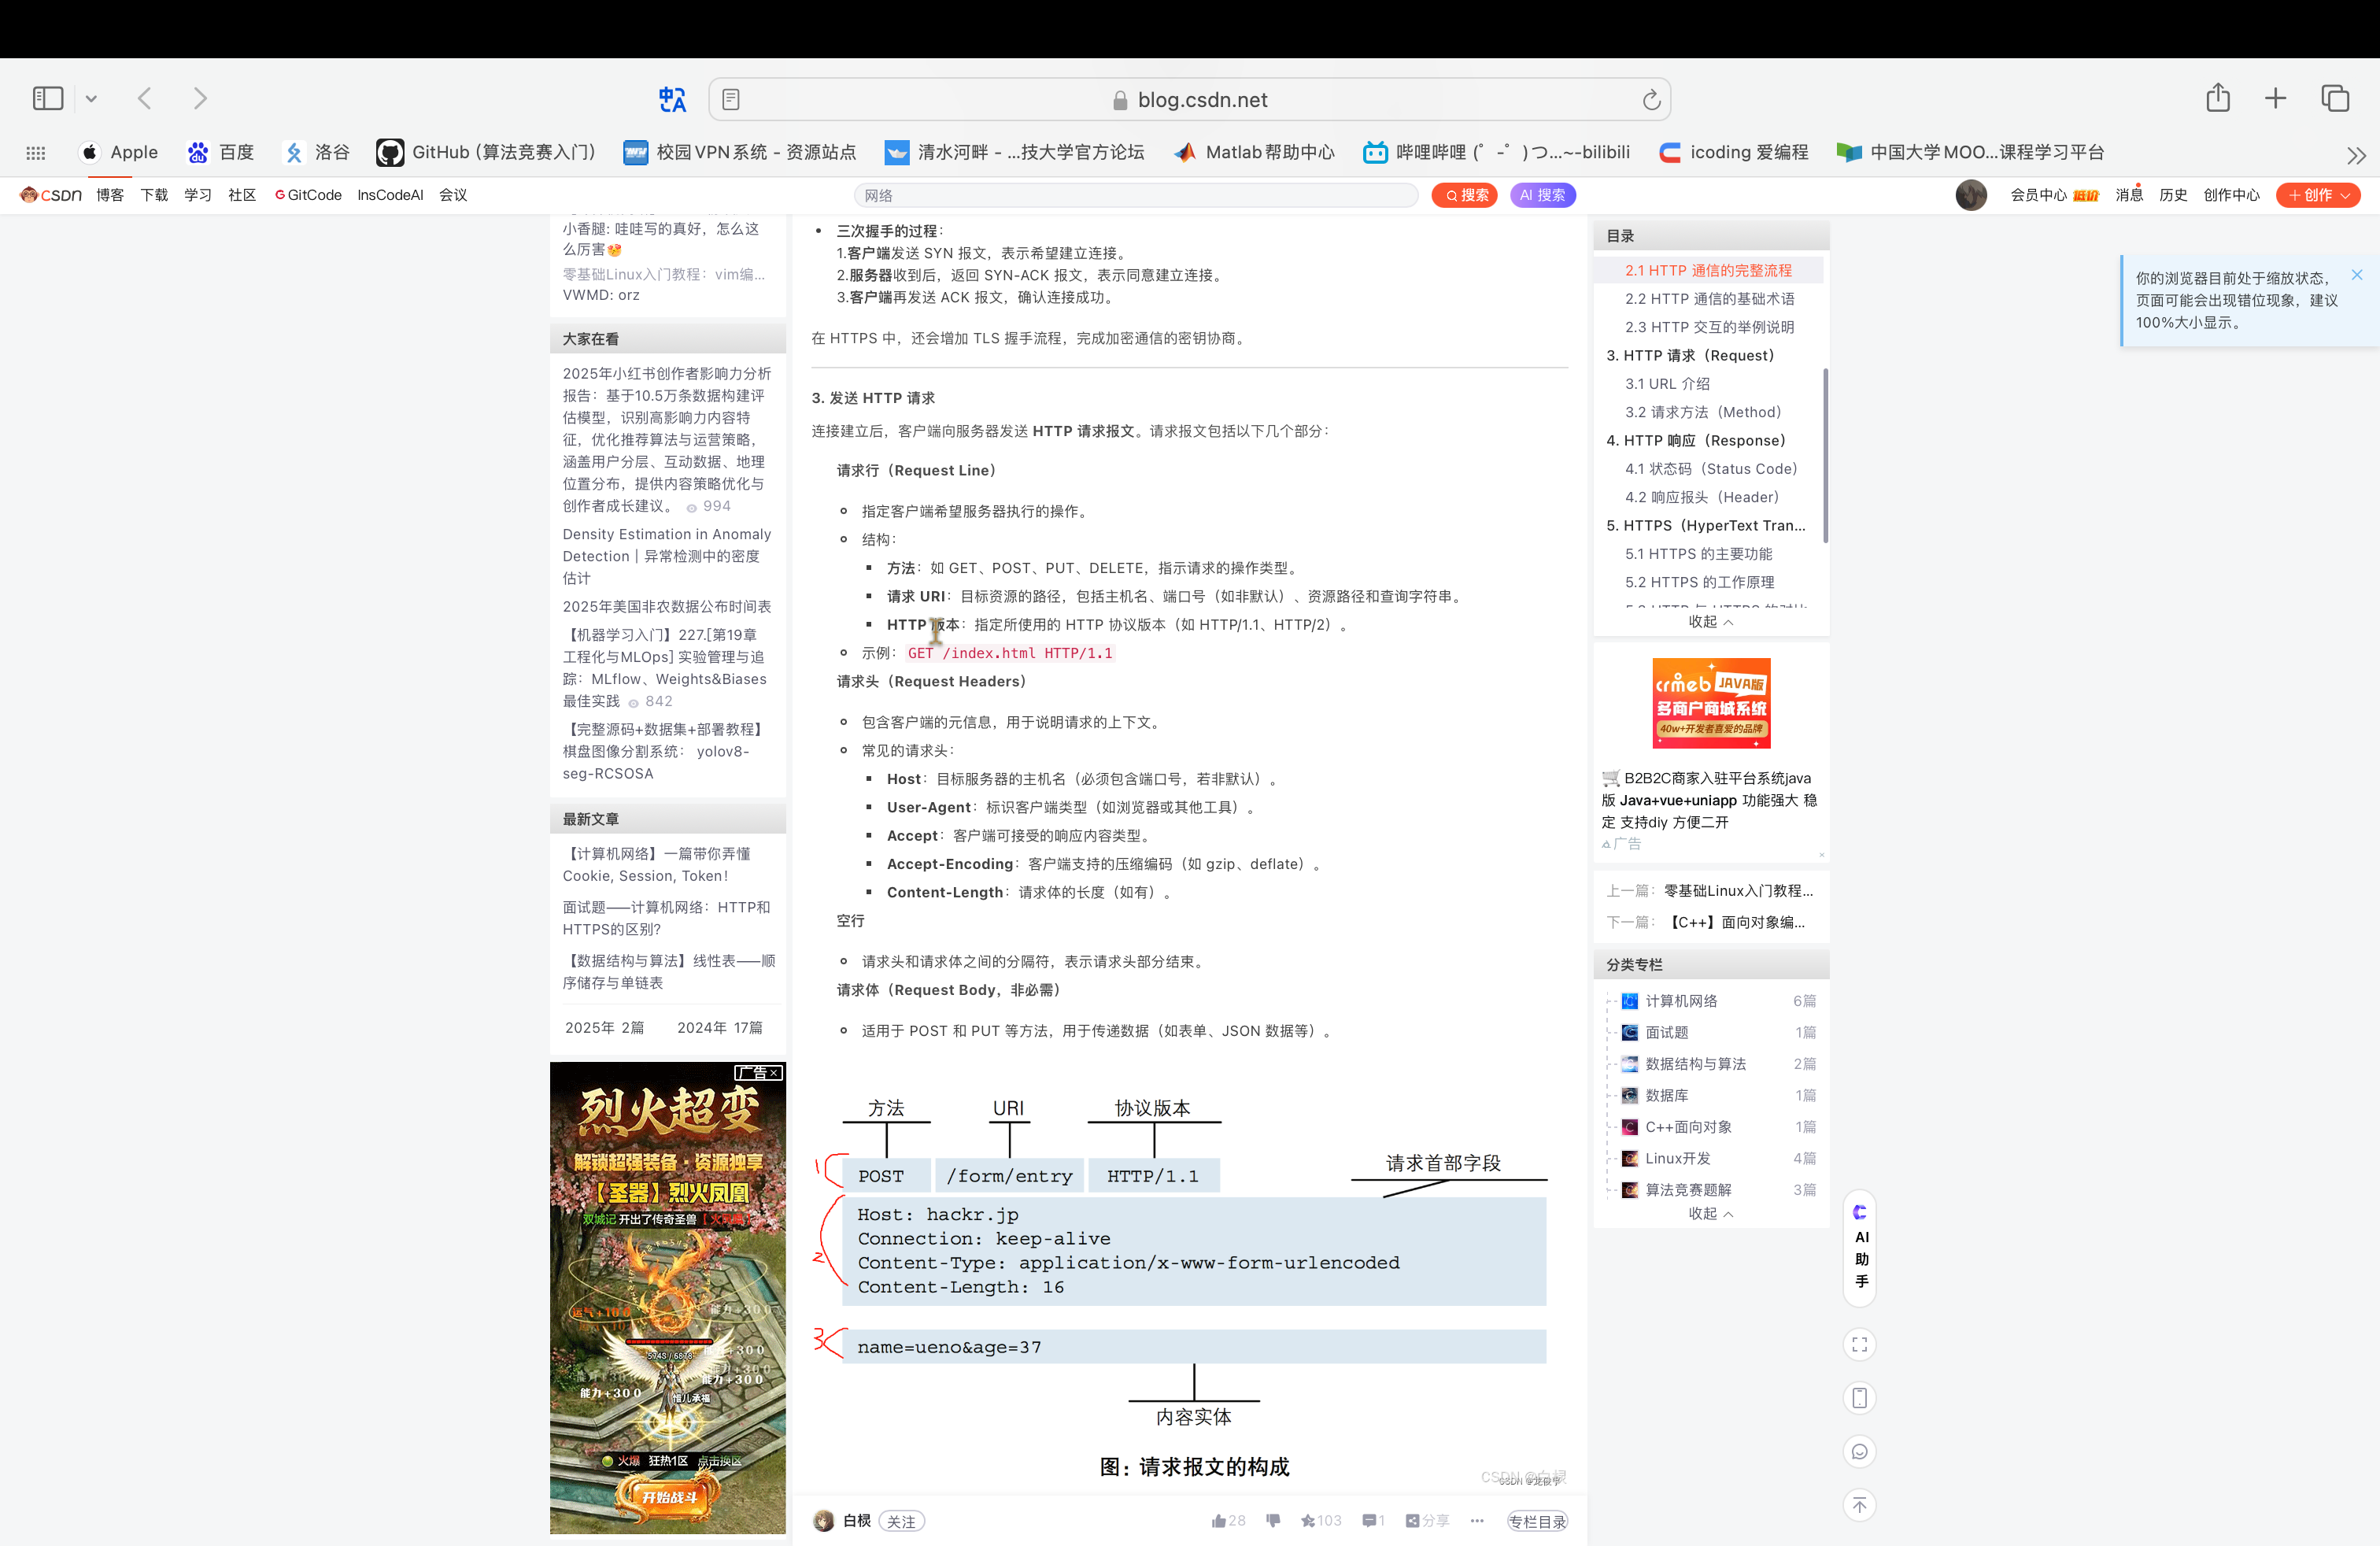 blog.csdn.net
Apple
百度
洛谷
GitHub (算法竞赛入门)
校园VPN系统 - 资源站点
清水河畔 - ...技大学官方论坛
Matlab帮助中心
哔哩哔哩 (゜-゜)つ...~-bilibili
icoding 爱编程
中国大学MOO...课程学习平台
CSDN 博客 下载 学习 社区 GitCode InsCodeAI 会议
网络
搜索
AI 搜索
会员中心 低价 消息 历史 创作中心
创作
小香腿: 哇哇写的真好，怎么这
么厉害
零基础Linux入门教程：vim编...
VWMD: orz
大家在看
2025年小红书创作者影响力分析
报告：基于10.5万条数据构建评
估模型，识别高影响力内容特
征，优化推荐算法与运营策略，
涵盖用户分层、互动数据、地理
位置分布，提供内容策略优化与
创作者成长建议。 994
Density Estimation in Anomaly
Detection｜异常检测中的密度
估计
2025年美国非农数据公布时间表
【机器学习入门】227.[第19章
工程化与MLOps] 实验管理与追
踪：MLflow、Weights&Biases
最佳实践 842
【完整源码+数据集+部署教程】
棋盘图像分割系统： yolov8-
seg-RCSOSA
最新文章
【计算机网络】一篇带你弄懂
Cookie, Session, Token！
面试题——计算机网络：HTTP和
HTTPS的区别?
【数据结构与算法】线性表——顺
序储存与单链表
2025年 2篇
2024年 17篇
广告
烈火超变
解锁超强装备·资源独享
【圣器】烈火凤凰
开出了传奇圣兽
运气+10.0
能力+300
5748/6878
能力+300
能力+300
能力+300
火爆 狂热1区 点击换区
开始战斗
三次握手的过程：
1.客户端发送 SYN 报文，表示希望建立连接。
2.服务器收到后，返回 SYN-ACK 报文，表示同意建立连接。
3.客户端再发送 ACK 报文，确认连接成功。
在 HTTPS 中，还会增加 TLS 握手流程，完成加密通信的密钥协商。
3. 发送 HTTP 请求
连接建立后，客户端向服务器发送 HTTP 请求报文。请求报文包括以下几个部分：
请求行（Request Line）
指定客户端希望服务器执行的操作。
结构：
方法：如 GET、POST、PUT、DELETE，指示请求的操作类型。
请求 URI：目标资源的路径，包括主机名、端口号（如非默认）、资源路径和查询字符串。
HTTP 版本：指定所使用的 HTTP 协议版本（如 HTTP/1.1、HTTP/2）。
示例：GET /index.html HTTP/1.1
请求头（Request Headers）
包含客户端的元信息，用于说明请求的上下文。
常见的请求头：
Host：目标服务器的主机名（必须包含端口号，若非默认）。
User-Agent：标识客户端类型（如浏览器或其他工具）。
Accept：客户端可接受的响应内容类型。
Accept-Encoding：客户端支持的压缩编码（如 gzip、deflate）。
Content-Length：请求体的长度（如有）。
空行
请求头和请求体之间的分隔符，表示请求头部分结束。
请求体（Request Body，非必需）
适用于 POST 和 PUT 等方法，用于传递数据（如表单、JSON 数据等）。
方法 URI 协议版本
请求首部字段
1 POST /form/entry HTTP/1.1
2
Host: hackr.jp
Connection: keep-alive
Content-Type: application/x-www-form-urlencoded
Content-Length: 16
3 name=ueno&age=37
内容实体
图：请求报文的构成
白棂 关注
28
103
1
分享
专栏目录
目录
2.1 HTTP 通信的完整流程
2.2 HTTP 通信的基础术语
2.3 HTTP 交互的举例说明
3. HTTP 请求（Request）
3.1 URL 介绍
3.2 请求方法（Method）
4. HTTP 响应（Response）
4.1 状态码（Status Code）
4.2 响应报头（Header）
5. HTTPS（HyperText Tran...
5.1 HTTPS 的主要功能
5.2 HTTPS 的工作原理
收起
crmeb JAVA版
多商户商城系统
40w+开发者喜爱的品牌
B2B2C商家入驻平台系统java
版 Java+vue+uniapp 功能强大 稳
定 支持diy 方便二开
广告
上一篇：零基础Linux入门教程...
下一篇：【C++】面向对象编...
分类专栏
计算机网络 6篇
面试题 1篇
数据结构与算法 2篇
数据库 1篇
C++面向对象 1篇
Linux开发 4篇
算法竞赛题解 3篇
收起
你的浏览器目前处于缩放状态，
页面可能会出现错位现象，建议
100%大小显示。
AI
助
手